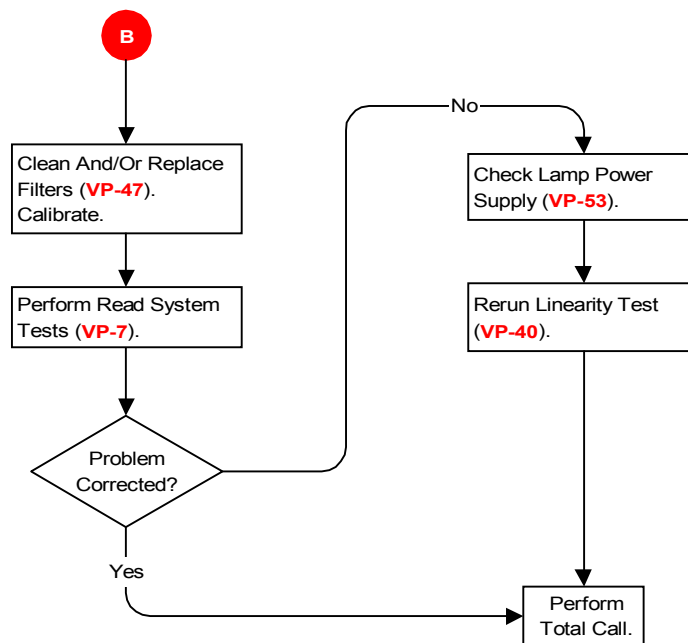 B
Clean And/Or Replace
Filters (VP-47).
Calibrate.
Perform Read System
Tests (VP-7).
Problem
Corrected?
No
Check Lamp Power
Supply (VP-53).
Rerun Linearity Test
(VP-40).
Yes
Perform
Total Call.